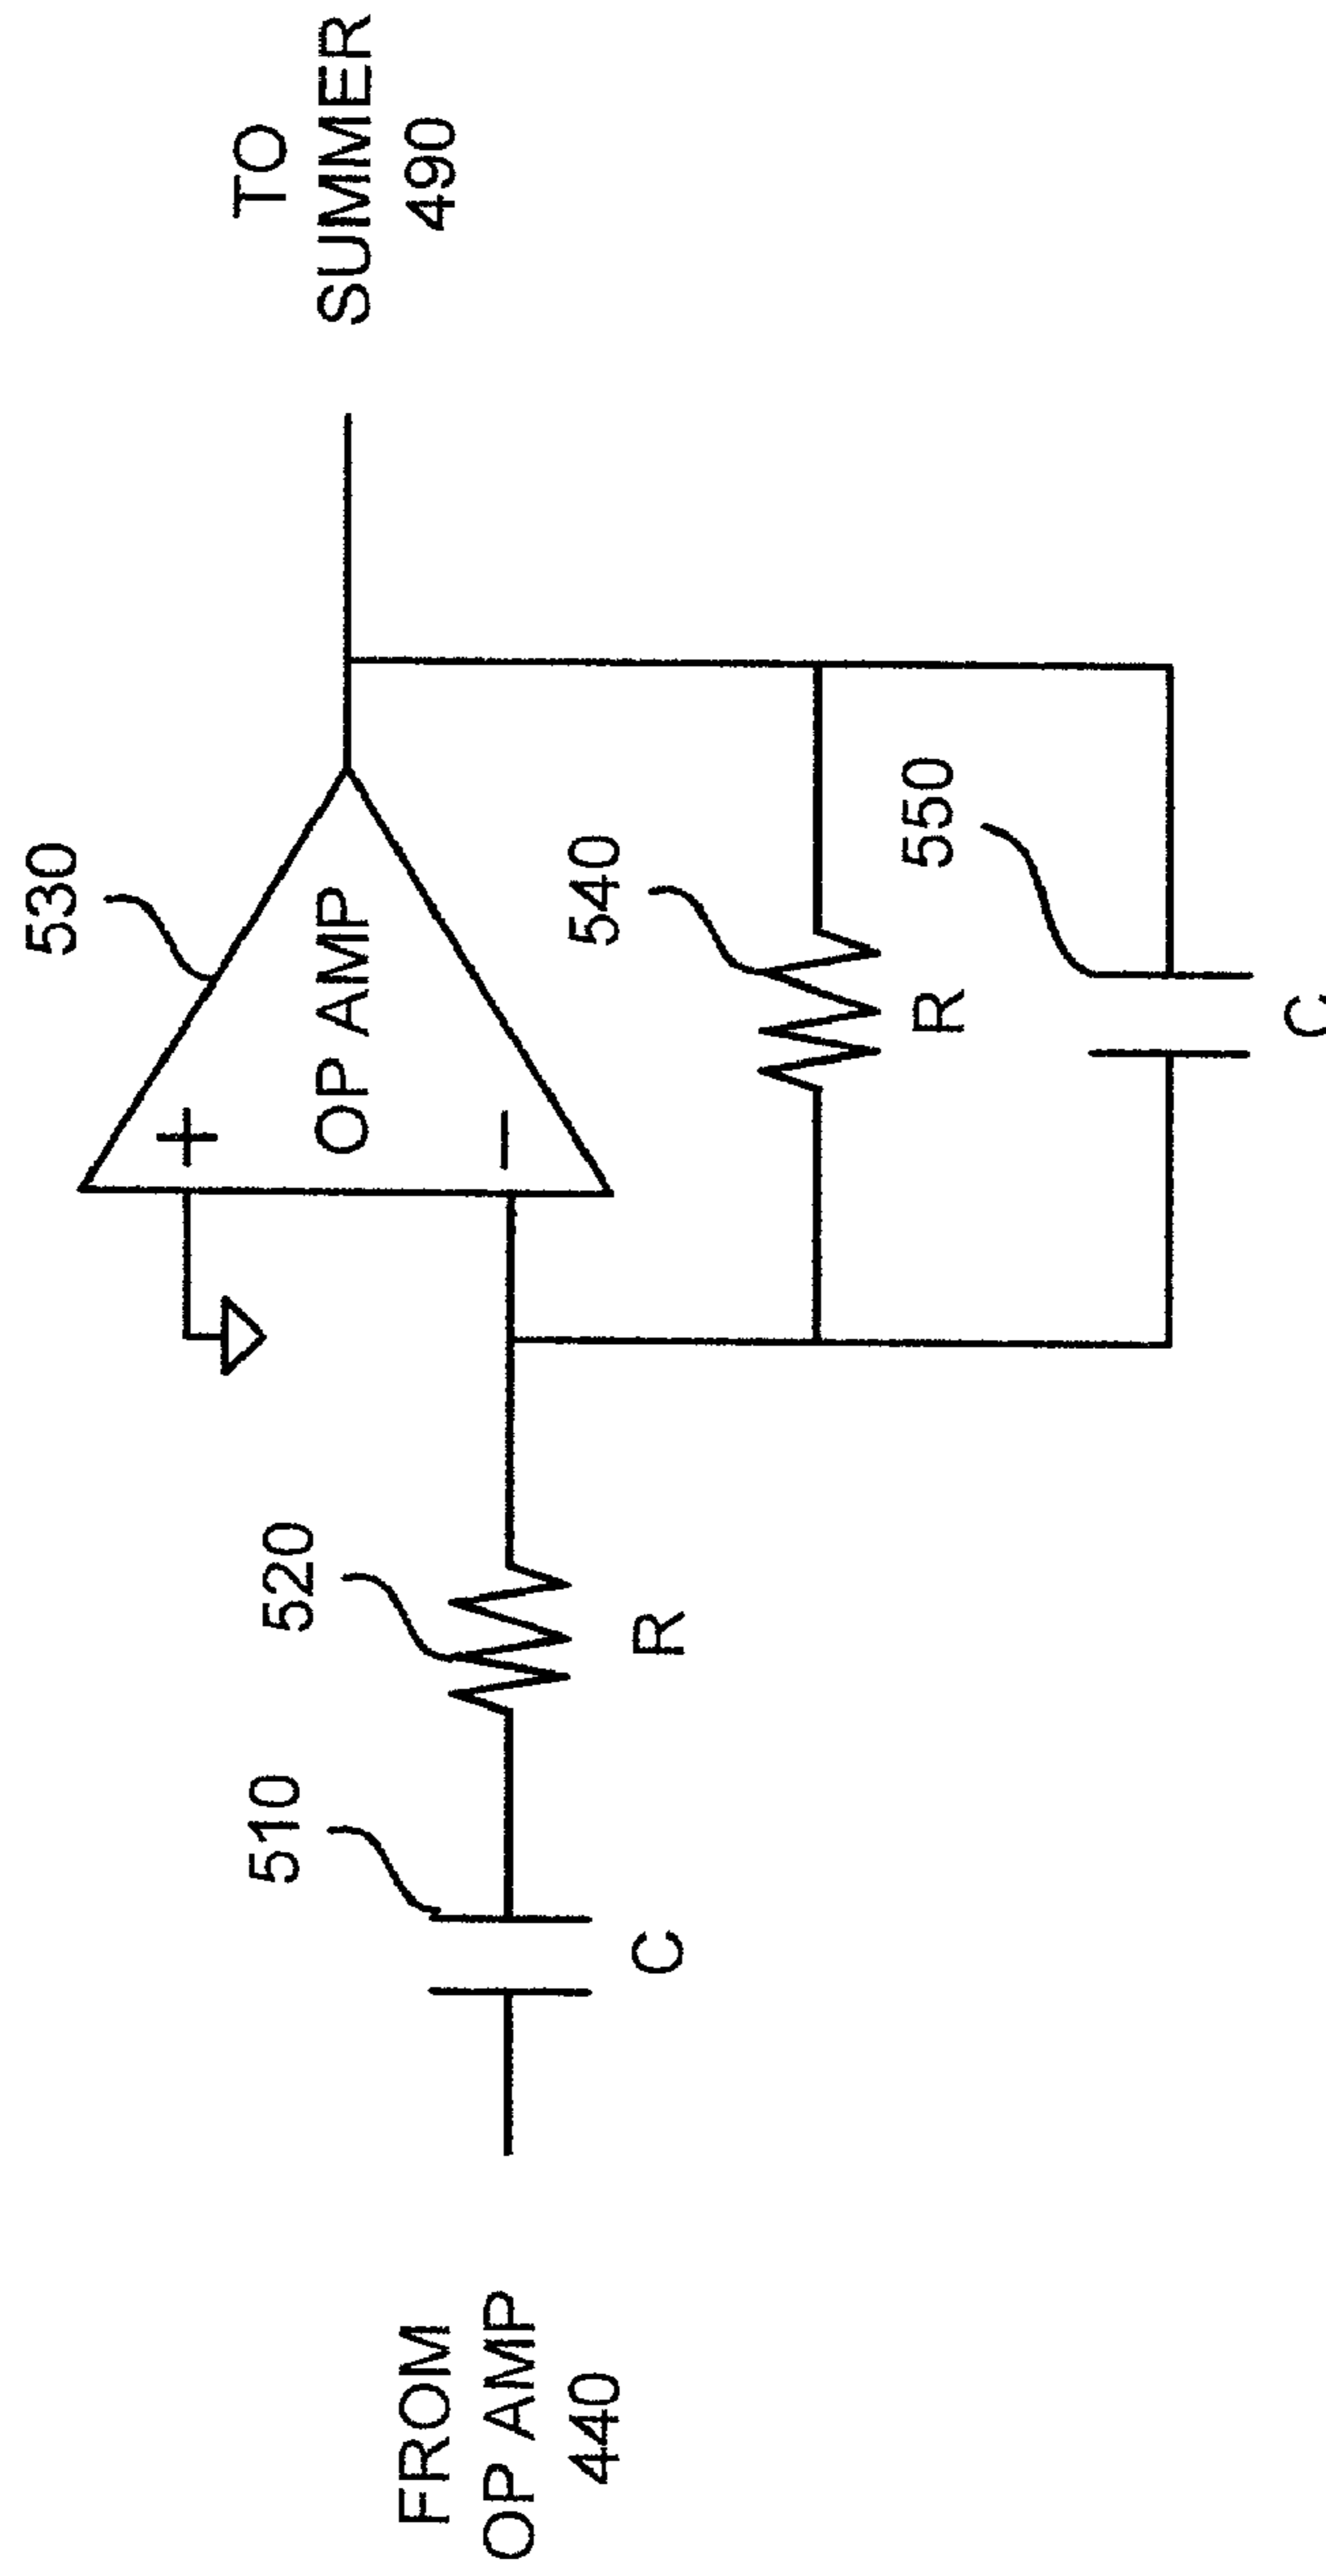 FROM
OP AMP
440
510
C
520
R
530
+
OP AMP
−
540
R
550
C
TO
SUMMER
490